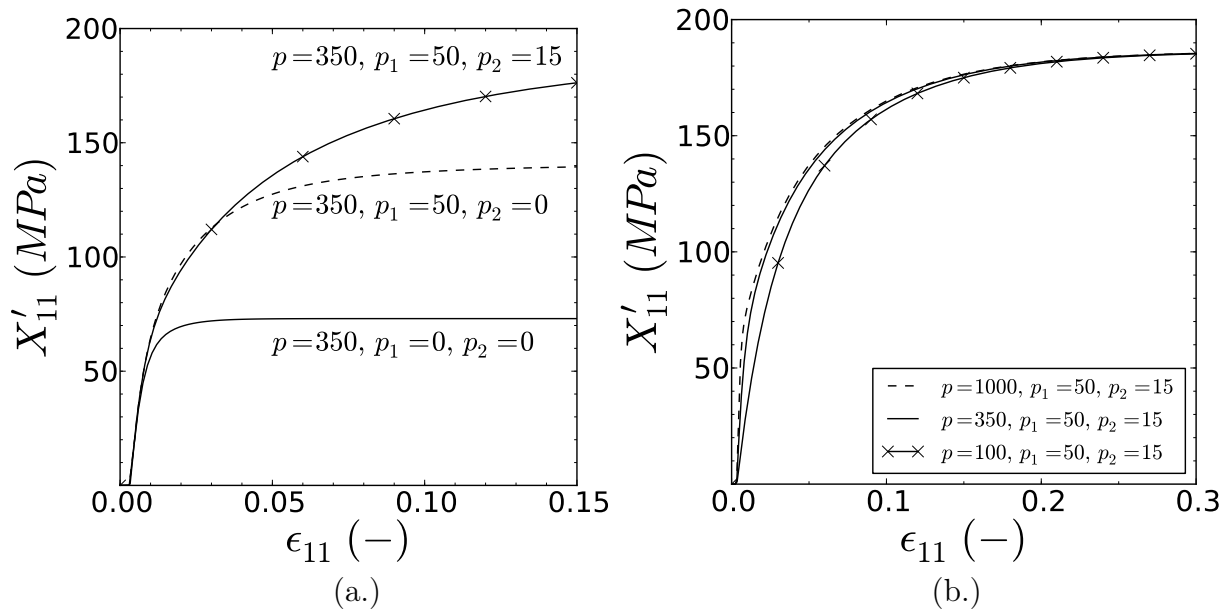 200
150
100
50
0.00
0.05
0.10
0.15
X′11 (MPa)
ϵ11 (−)
p=350, p1=50, p2=15
p=350, p1=50, p2=0
p=350, p1=0, p2=0
(a.)
200
150
100
50
0.0
0.1
0.2
0.3
X′11 (MPa)
ϵ11 (−)
p=1000, p1=50, p2=15
p=350, p1=50, p2=15
p=100, p1=50, p2=15
(b.)